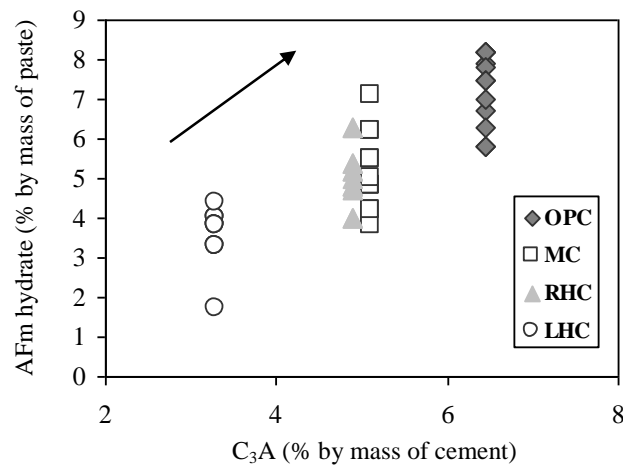 9
8
7
6
5
4
3
2
1
0
AFm hydrate (% by mass of paste)
OPC
MC
RHC
LHC
2 4 6 8
C₃A (% by mass of cement)